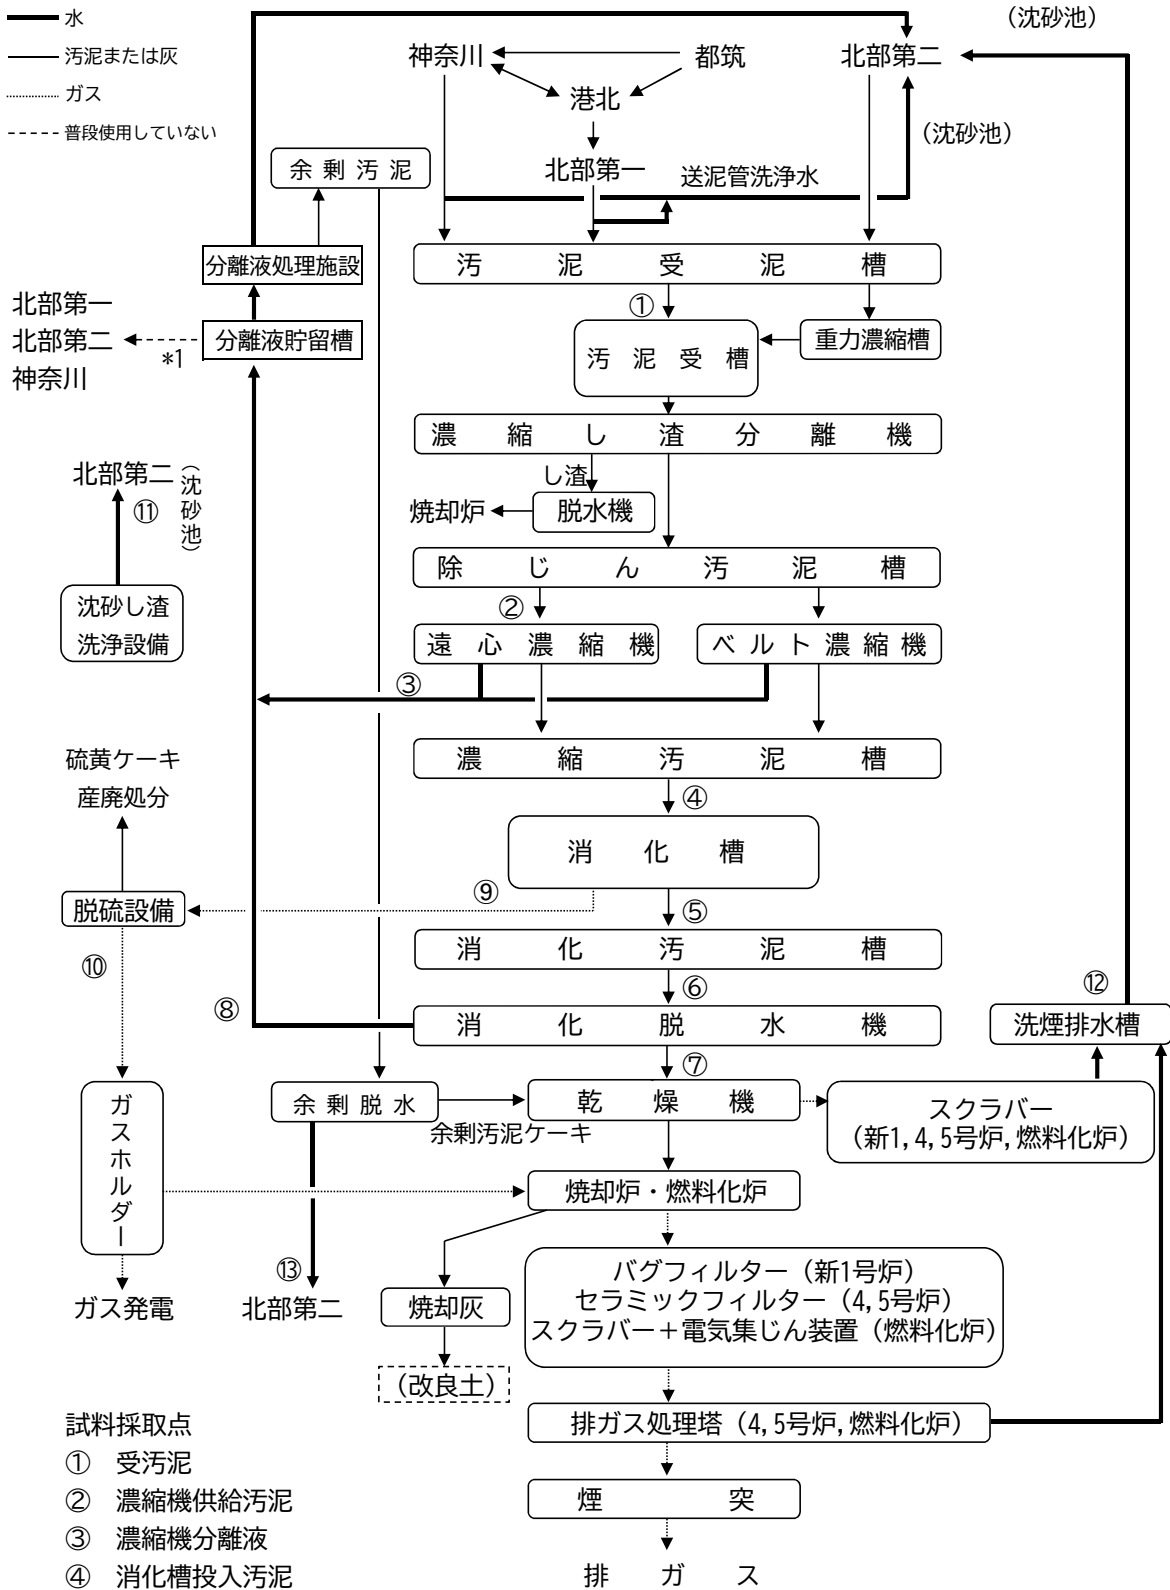 水
汚泥または灰
ガス
普段使用していない
(沈砂池)
神奈川
都筑
北部第二
港北
(沈砂池)
北部第一
送泥管洗浄水
余剰汚泥
分離液処理施設
汚泥受泥槽
北部第一
北部第二
神奈川
*1
分離液貯留槽
①
汚泥受槽
重力濃縮槽
濃縮し渣分離機
北部第二
(沈砂池)
⑪
し渣
焼却炉
脱水機
除じん汚泥槽
沈砂し渣
洗浄設備
②
遠心濃縮機
ベルト濃縮機
③
硫黄ケーキ
産廃処分
濃縮汚泥槽
④
消化槽
⑨
脱硫設備
⑤
⑩
消化汚泥槽
⑥
⑫
⑧
消化脱水機
洗煙排水槽
⑦
ガスホルダー
余剰脱水
乾燥機
余剰汚泥ケーキ
スクラバー
(新1,4,5号炉,燃料化炉)
焼却炉・燃料化炉
⑬
ガス発電
北部第二
焼却灰
バグフィルター(新1号炉)
セラミックフィルター(4,5号炉)
スクラバー+電気集じん装置(燃料化炉)
(改良土)
排ガス処理塔(4,5号炉,燃料化炉)
煙突
排ガス
試料採取点
① 受汚泥
② 濃縮機供給汚泥
③ 濃縮機分離液
④ 消化槽投入汚泥